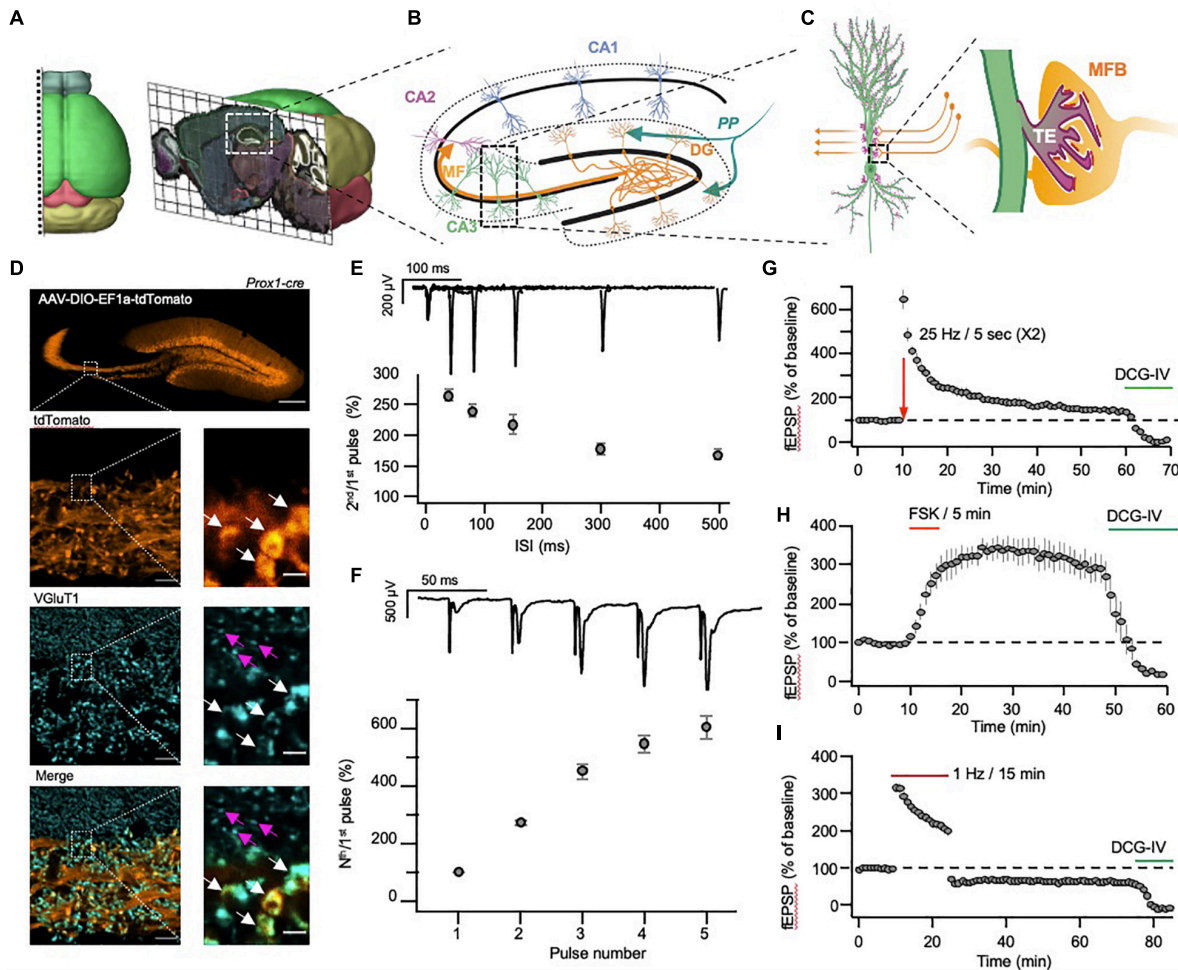 A
B
C
CA1
CA2
PP
DG
MF
CA3
MFB
TE
D
Prox1-cre
AAV-DIO-EF1a-tdTomato
tdTomato
VGluT1
Merge
E
100 ms
200 µV
300
250
200
150
100
2nd/1st pulse (%)
0
100
200
300
400
500
ISI (ms)
F
50 ms
500 µV
600
400
200
0
Nth/1st pulse (%)
1
2
3
4
5
Pulse number
G
600
400
200
0
fEPSP (% of baseline)
25 Hz / 5 sec (X2)
DCG-IV
0 10 20 30 40 50 60 70
Time (min)
H
FSK / 5 min
DCG-IV
400
300
200
100
0
fEPSP (% of baseline)
0 10 20 30 40 50 60
Time (min)
I
1 Hz / 15 min
DCG-IV
400
300
200
100
0
fEPSP (% of baseline)
0 20 40 60 80
Time (min)